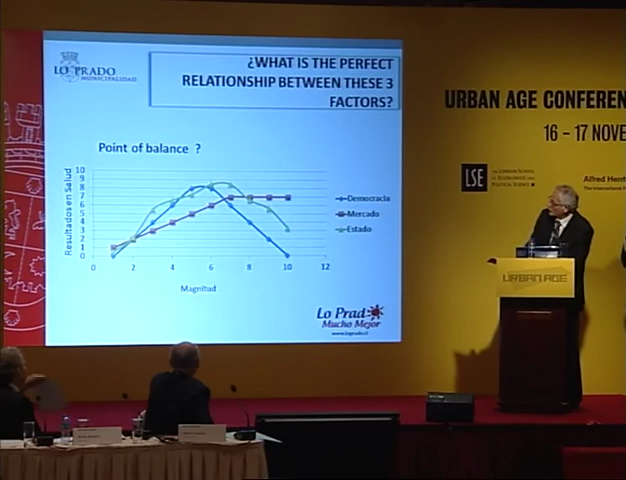 LO PRADO
MUNICIPALIDAD
¿WHAT IS THE PERFECT
RELATIONSHIP BETWEEN THESE 3
FACTORS?
Point of balance ?
Resultados en Salud
10
9
8
7
6
5
4
3
2
1
0
0 2 4 6 8 10 12
Magnitud
Democracia
Mercado
Estado
Lo Prad
Mucho Mejor
www.loprado.cl
URBAN AGE CONFEREN
16 – 17 NOVE
LSE
THE LONDON SCHOOL
OF ECONOMICS AND
POLITICAL SCIENCE
Alfred Herr
The International F
URBAN AGE